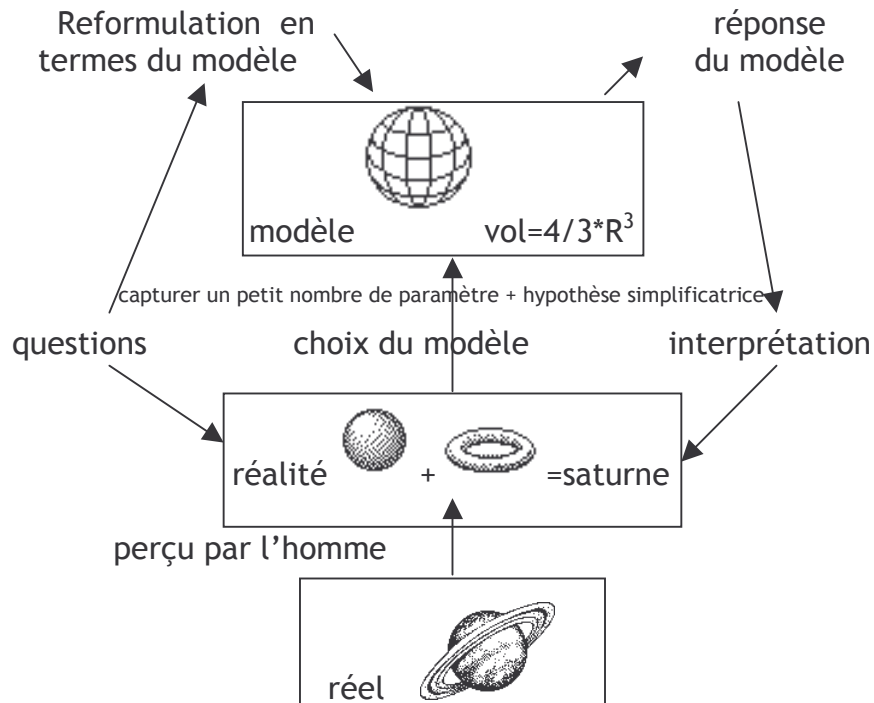 Reformulation en
termes du modèle
réponse
du modèle
modèle vol=4/3*R³
capturer un petit nombre de paramètre + hypothèse simplificatrice
questions choix du modèle interprétation
réalité + =saturne
perçu par l'homme
réel